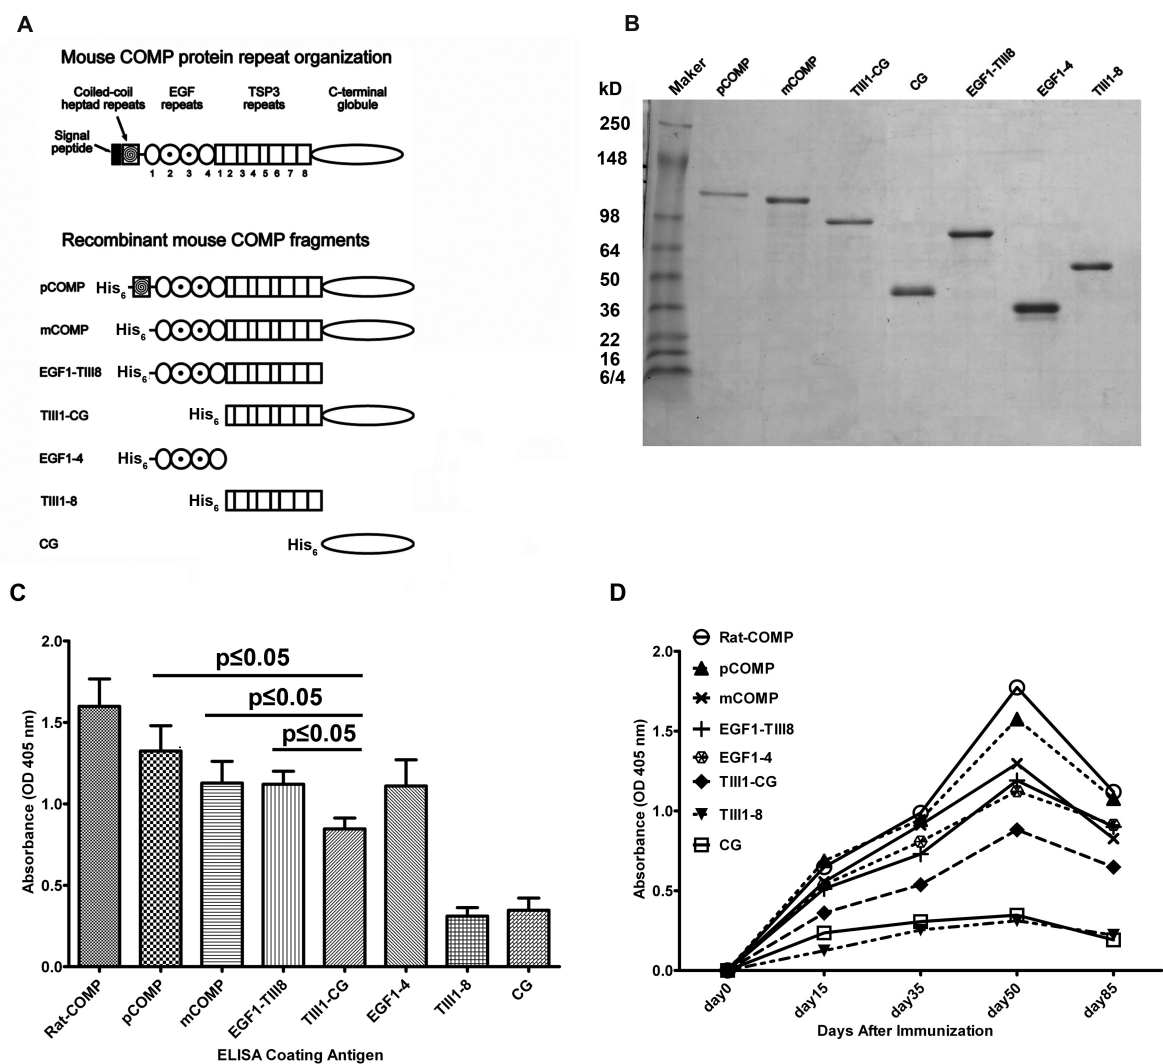 A
Mouse COMP protein repeat organization
Coiled-coil
heptad repeats
EGF
repeats
TSP3
repeats
C-terminal
globule
Signal
peptide
1 2 3 4 1 2 3 4 5 6 7 8
Recombinant mouse COMP fragments
pCOMP His6
mCOMP His6
EGF1-TIII8 His6
TIII1-CG His6
EGF1-4 His6
TIII1-8 His6
CG His6
B
kD
Maker pCOMP mCOMP TIII1-CG CG EGF1-TIII8 EGF1-4 TIII1-8
250
148
98
64
50
36
22
16
6/4
C
Absorbance (OD 405 nm)
2.0
1.5
1.0
0.5
0.0
p≤0.05
p≤0.05
p≤0.05
Rat-COMP pCOMP mCOMP EGF1-TIII8 TIII1-CG EGF1-4 TIII1-8 CG
ELISA Coating Antigen
D
Absorbance (OD 405 nm)
2.0
1.5
1.0
0.5
0.0
Rat-COMP
pCOMP
mCOMP
EGF1-TIII8
EGF1-4
TIII1-CG
TIII1-8
CG
day0 day15 day35 day50 day85
Days After Immunization